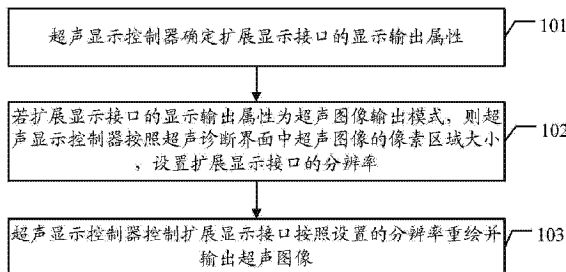 超声显示控制器确定扩展显示接口的显示输出属性
101
若扩展显示接口的显示输出属性为超声图像输出模式，则超
声显示控制器按照超声诊断界面中超声图像的像素区域大小
，设置扩展显示接口的分辨率
102
超声显示控制器控制扩展显示接口按照设置的分辨率重绘并
输出超声图像
103